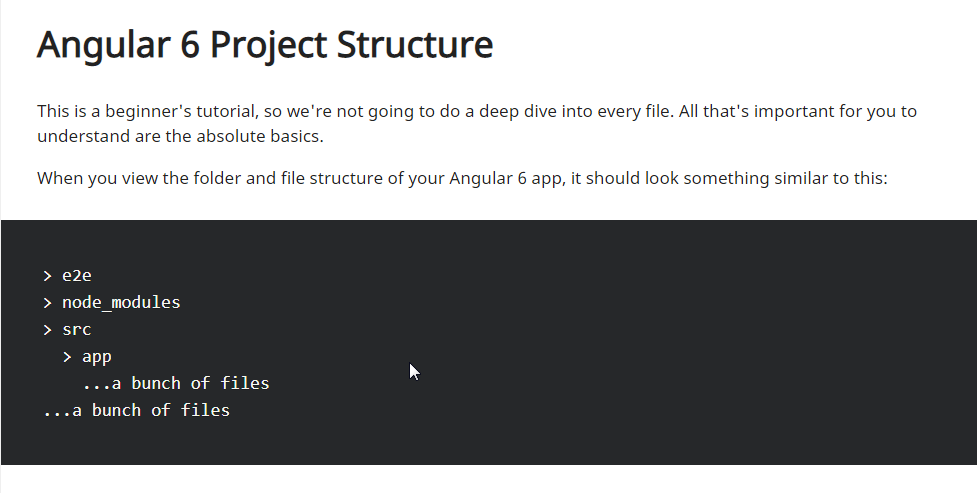 Angular 6 Project Structure
This is a beginner's tutorial, so we're not going to do a deep dive into every file. All that's important for you to
understand are the absolute basics.
When you view the folder and file structure of your Angular 6 app, it should look something similar to this:
> e2e
> node_modules
> src
  > app
    ...a bunch of files
...a bunch of files